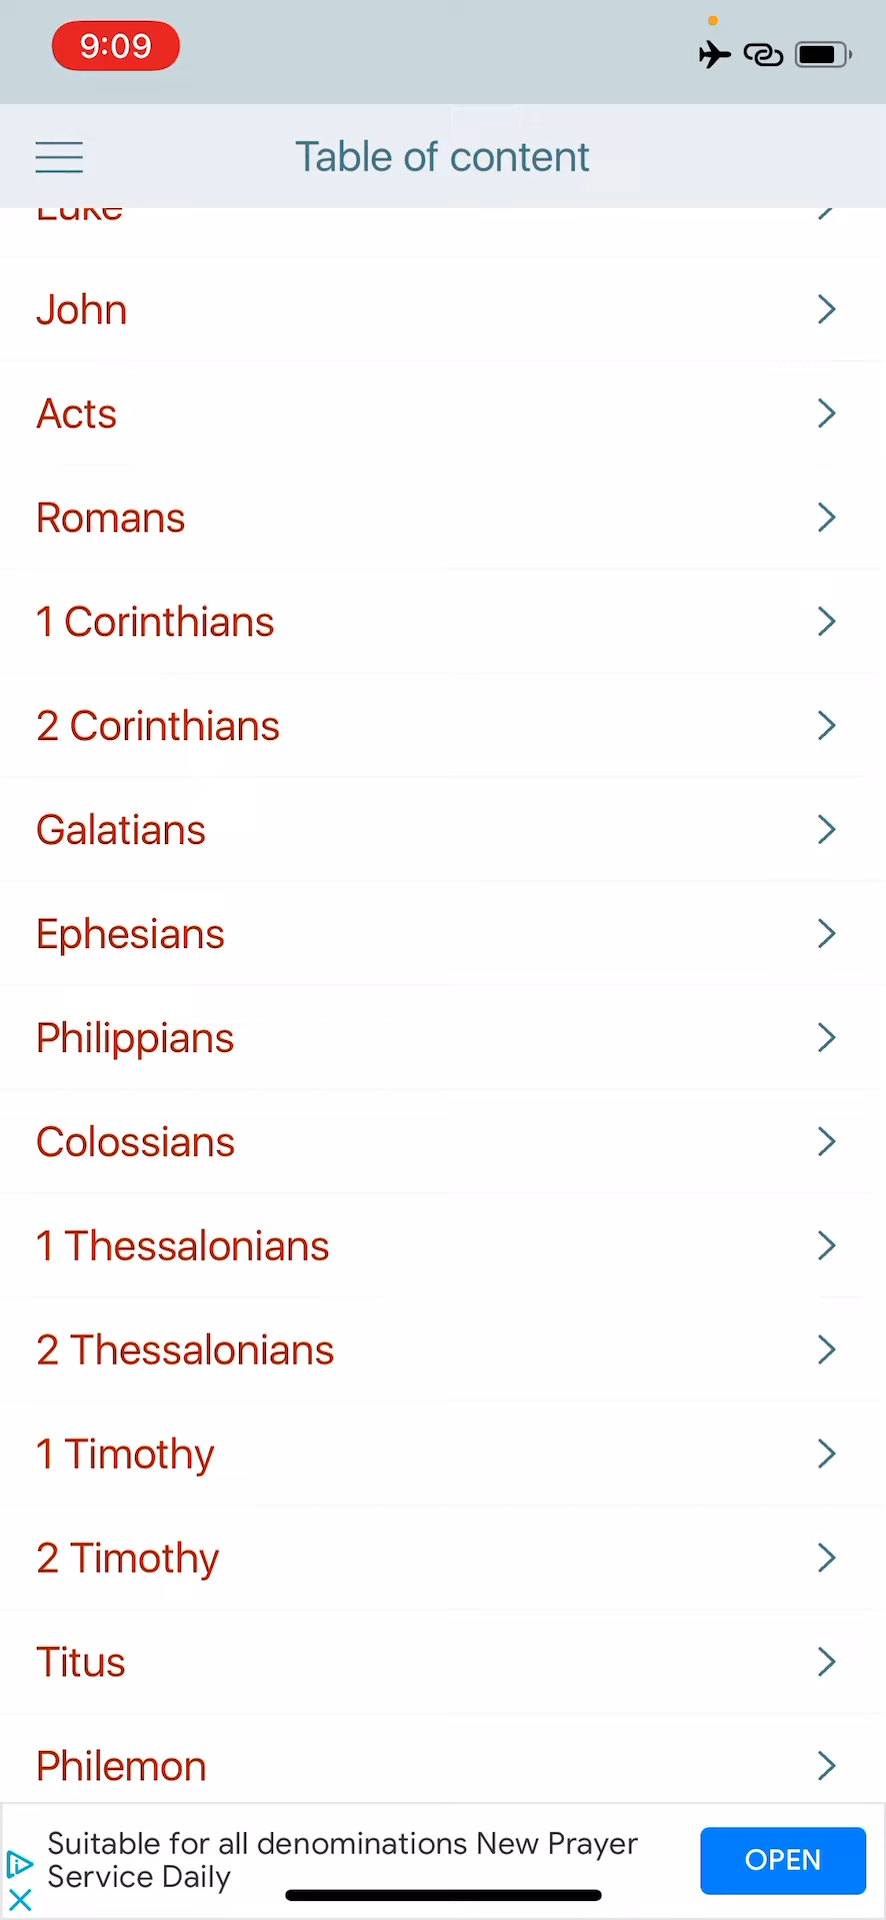 9:09
Table of content
Luke
John
Acts
Romans
1 Corinthians
2 Corinthians
Galatians
Ephesians
Philippians
Colossians
1 Thessalonians
2 Thessalonians
1 Timothy
2 Timothy
Titus
Philemon
Suitable for all denominations New Prayer
Service Daily
OPEN